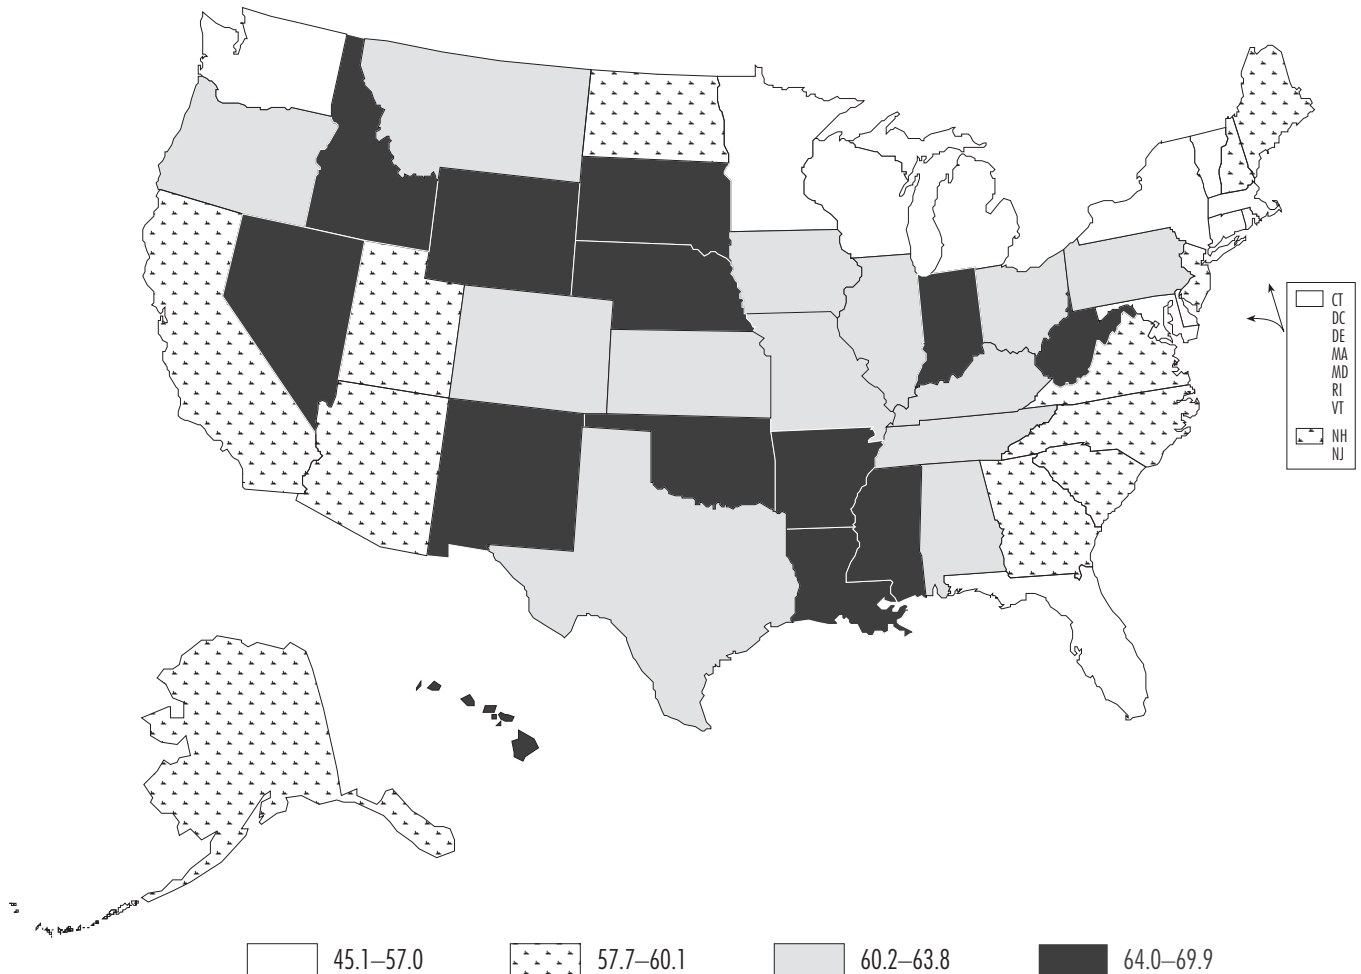 CT
DC
DE
MA
MD
RI
VT
NH
NJ
45.1–57.0
57.7–60.1
60.2–63.8
64.0–69.9